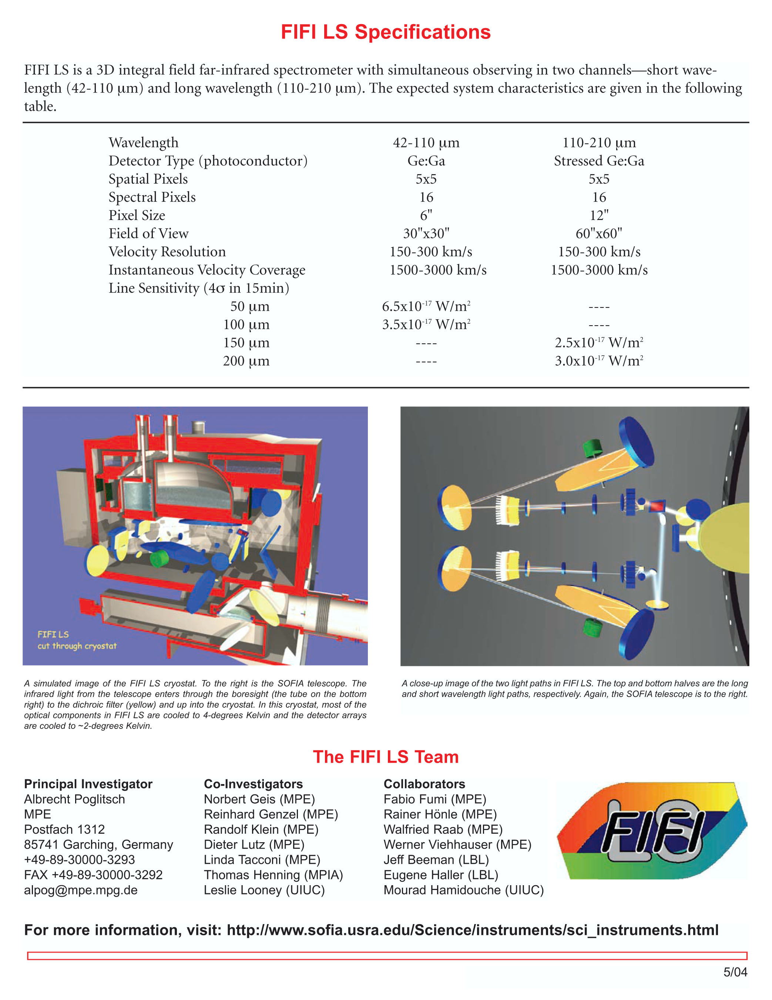 FIFI LS Specifications
FIFI LS is a 3D integral field far-infrared spectrometer with simultaneous observing in two channels—short wave-
length (42-110 µm) and long wavelength (110-210 µm). The expected system characteristics are given in the following
table.
Wavelength 42-110 µm 110-210 µm
Detector Type (photoconductor) Ge:Ga Stressed Ge:Ga
Spatial Pixels 5x5 5x5
Spectral Pixels 16 16
Pixel Size 6" 12"
Field of View 30"x30" 60"x60"
Velocity Resolution 150-300 km/s 150-300 km/s
Instantaneous Velocity Coverage 1500-3000 km/s 1500-3000 km/s
Line Sensitivity (4σ in 15min)
50 µm 6.5x10⁻¹⁷ W/m² ----
100 µm 3.5x10⁻¹⁷ W/m² ----
150 µm ---- 2.5x10⁻¹⁷ W/m²
200 µm ---- 3.0x10⁻¹⁷ W/m²
FIFI LS
cut through cryostat
A simulated image of the FIFI LS cryostat. To the right is the SOFIA telescope. The
infrared light from the telescope enters through the boresight (the tube on the bottom
right) to the dichroic filter (yellow) and up into the cryostat. In this cryostat, most of the
optical components in FIFI LS are cooled to 4-degrees Kelvin and the detector arrays
are cooled to ~2-degrees Kelvin.
A close-up image of the two light paths in FIFI LS. The top and bottom halves are the long
and short wavelength light paths, respectively. Again, the SOFIA telescope is to the right.
The FIFI LS Team
Principal Investigator
Albrecht Poglitsch
MPE
Postfach 1312
85741 Garching, Germany
+49-89-30000-3293
FAX +49-89-30000-3292
alpog@mpe.mpg.de
Co-Investigators
Norbert Geis (MPE)
Reinhard Genzel (MPE)
Randolf Klein (MPE)
Dieter Lutz (MPE)
Linda Tacconi (MPE)
Thomas Henning (MPIA)
Leslie Looney (UIUC)
Collaborators
Fabio Fumi (MPE)
Rainer Hönle (MPE)
Walfried Raab (MPE)
Werner Viehhauser (MPE)
Jeff Beeman (LBL)
Eugene Haller (LBL)
Mourad Hamidouche (UIUC)
FIFI
LS
For more information, visit: http://www.sofia.usra.edu/Science/instruments/sci_instruments.html
5/04